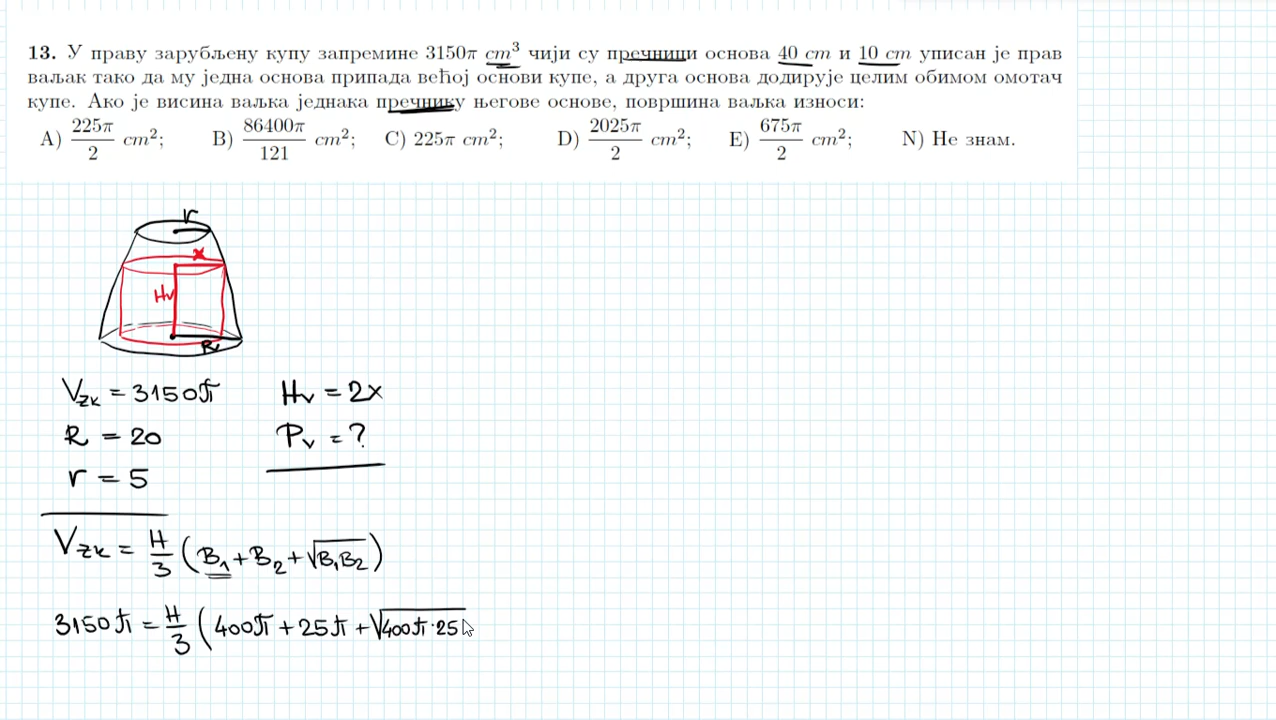 13. У праву зарубљену купу запремине 3150π cm³ чији су пречници основа 40 cm и 10 cm уписан је прав
ваљак тако да му једна основа припада већој основи купе, а друга основа додирује целим обимом омотач
купе. Ако је висина ваљка једнака пречнику његове основе, површина ваљка износи:
A) 225π/2 cm²; B) 86400π/121 cm²; C) 225π cm²; D) 2025π/2 cm²; E) 675π/2 cm²; N) Не знам.
r
x
Hv
R
Vzk = 3150π Hv = 2x
R = 20 Pv = ?
r = 5
Vzk = H/3 (B₁ + B₂ + √B₁B₂)
3150π = H/3 (400π + 25π + √400π·25